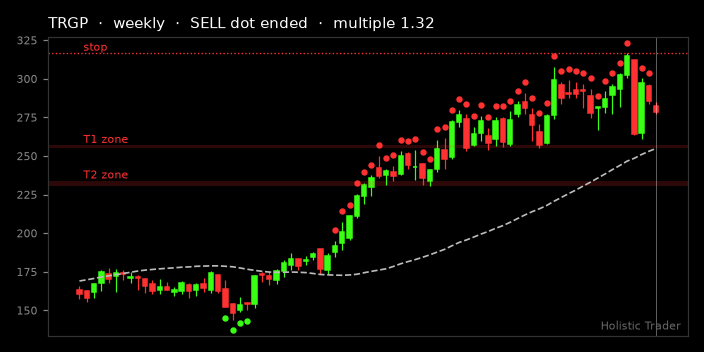 TRGP · weekly · SELL dot ended · multiple 1.32
325
stop
300
275
T1 zone
250
T2 zone
225
200
175
150
Holistic Trader